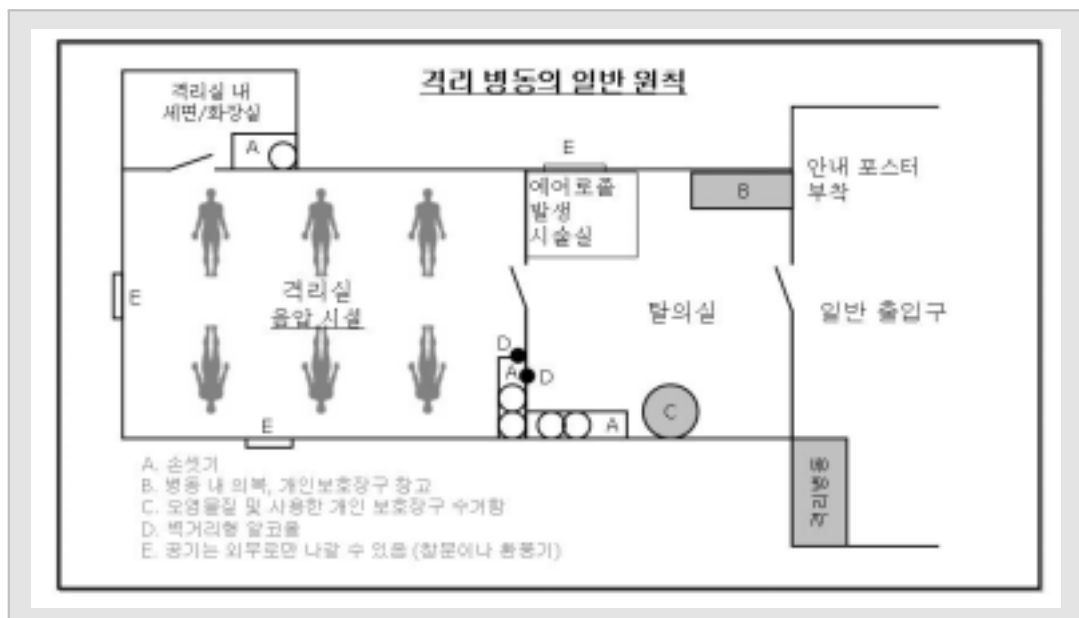 격리 병동의 일반 원칙
격리실 내
세면/화장실
A
E
에어로졸
발생
시술실
B
안내 포스터
부착
E
격리실
음압 시설
탈의실
일반 출입구
D
A
D
E
A
C
격리병동
A. 손씻기
B. 병동 내 의복, 개인보호장구 창고
C. 오염물질 및 사용한 개인 보호장구 수거함
D. 벽거리형 알코올
E. 공기는 외부로만 나갈 수 있음 (창문이나 환풍기)